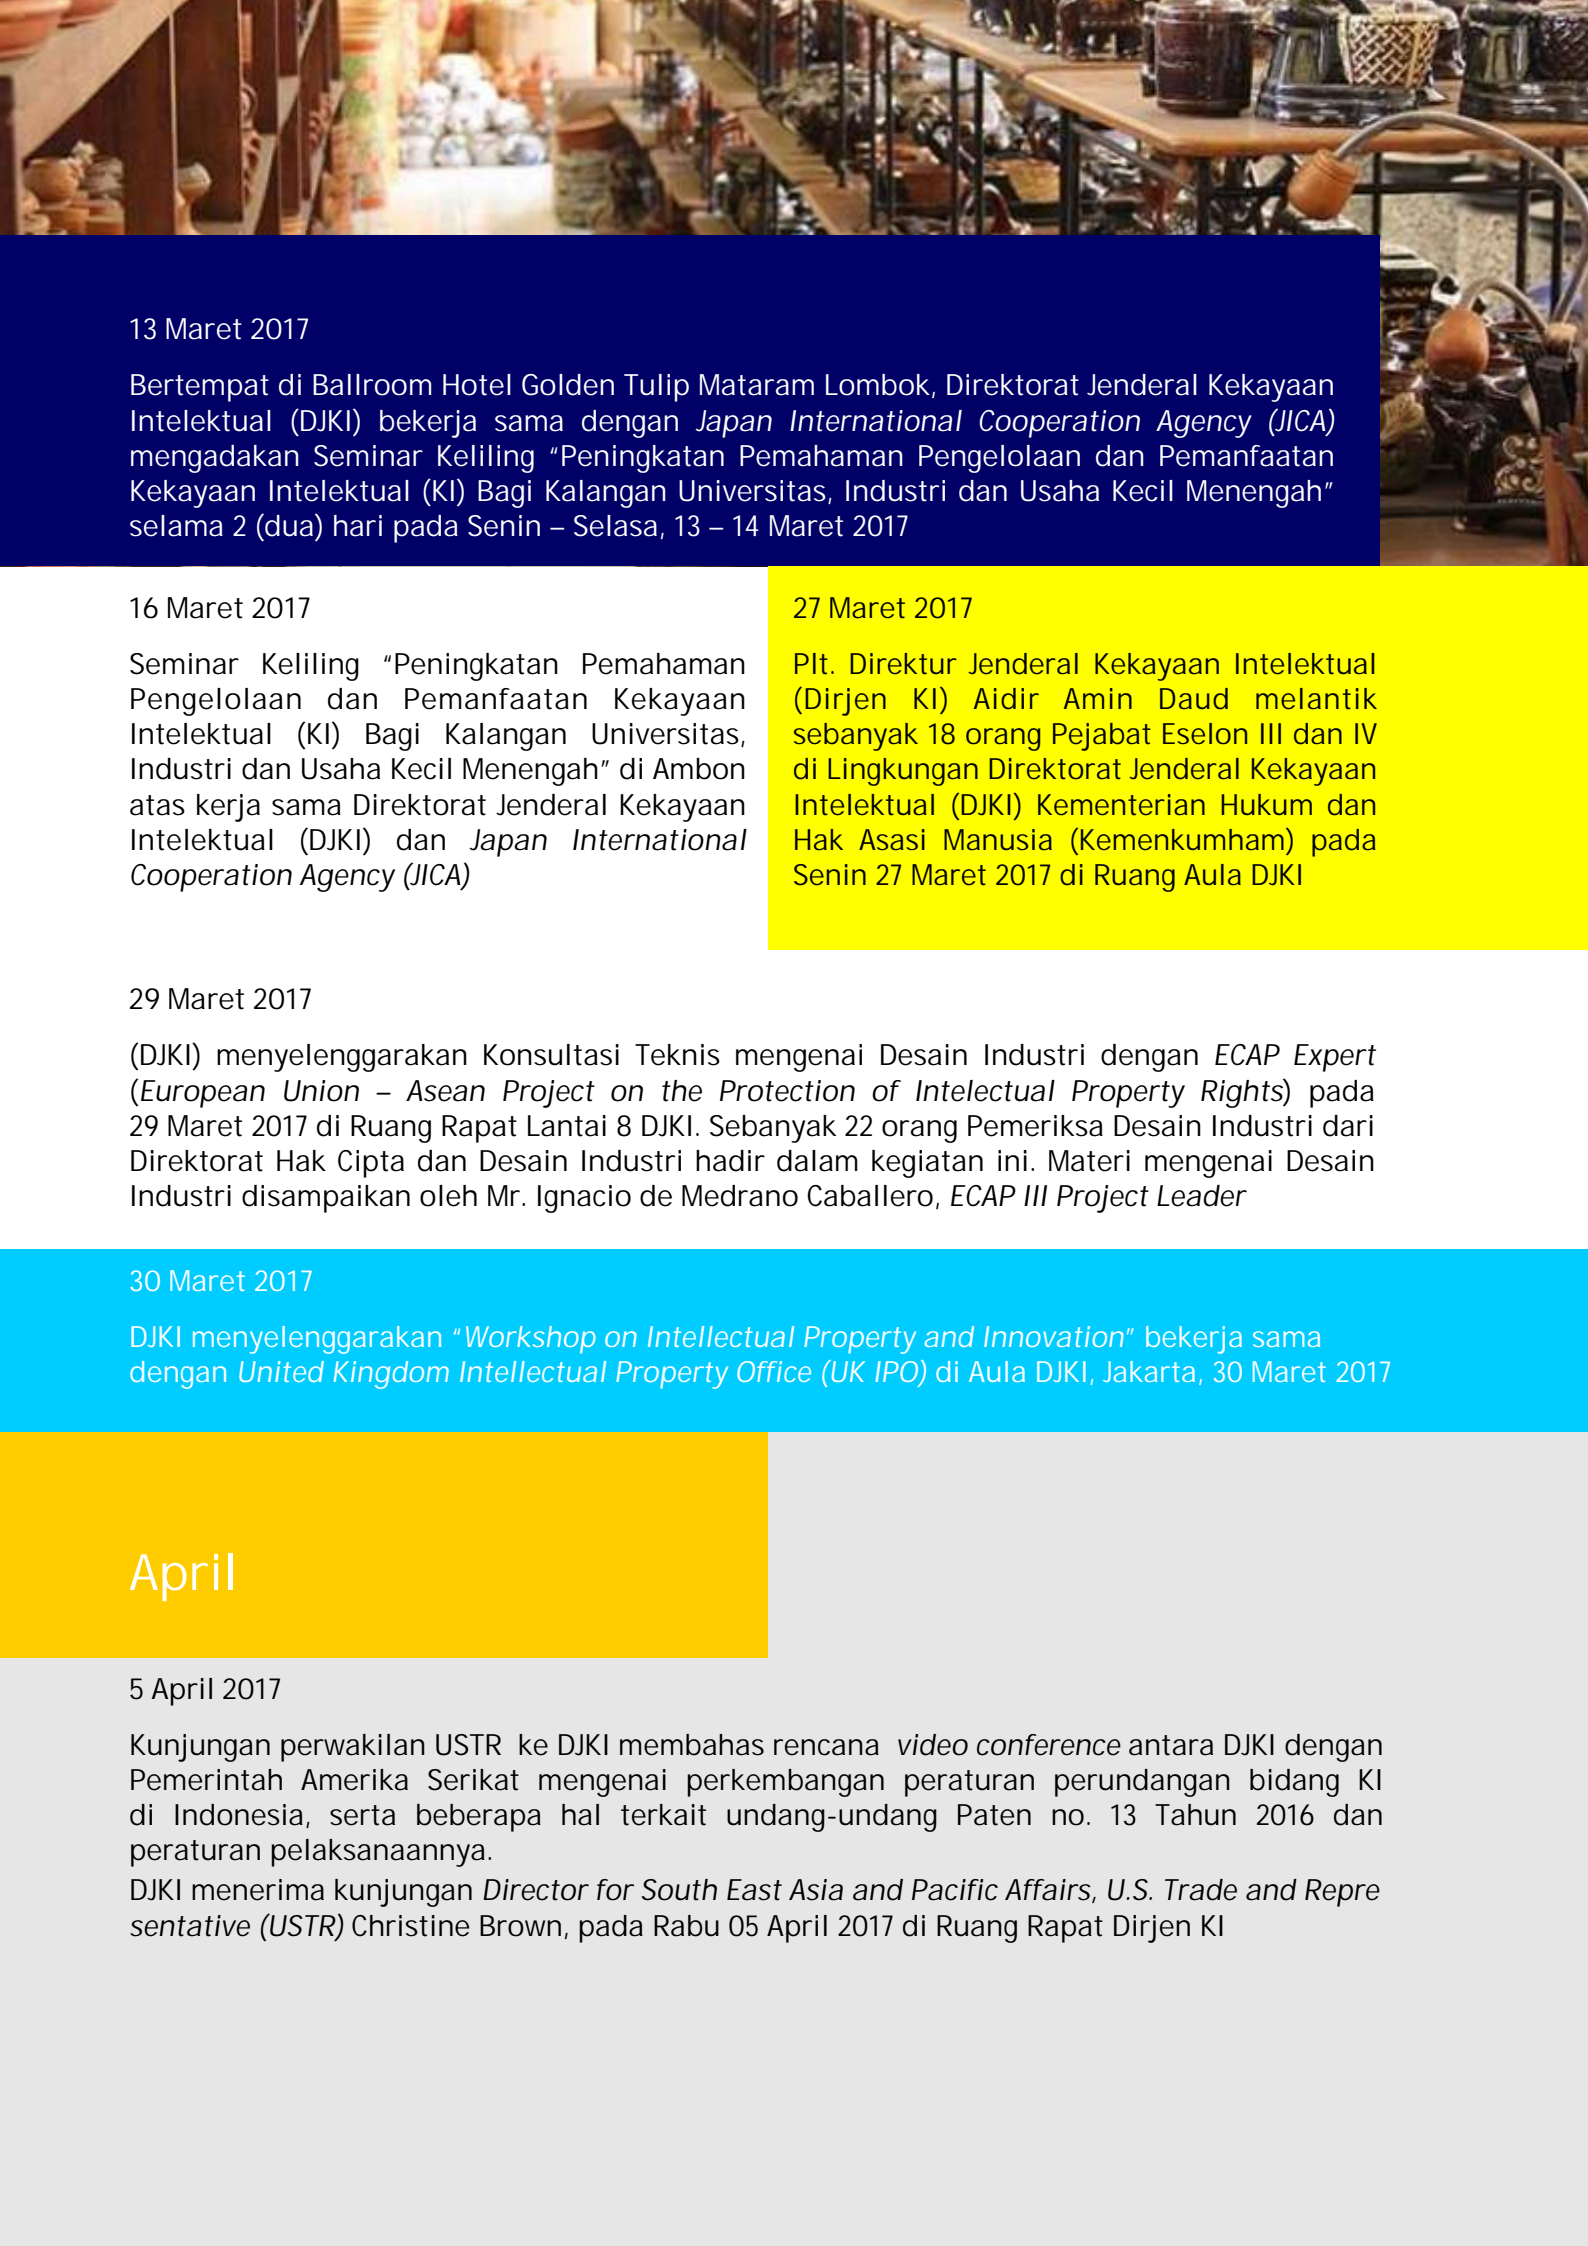 13 Maret 2017
Bertempat di Ballroom Hotel Golden Tulip Mataram Lombok, Direktorat Jenderal Kekayaan
Intelektual (DJKI) bekerja sama dengan Japan International Cooperation Agency (JICA)
mengadakan Seminar Keliling “Peningkatan Pemahaman Pengelolaan dan Pemanfaatan
Kekayaan Intelektual (KI) Bagi Kalangan Universitas, Industri dan Usaha Kecil Menengah”
selama 2 (dua) hari pada Senin – Selasa, 13 – 14 Maret 2017
16 Maret 2017
Seminar Keliling “Peningkatan Pemahaman
Pengelolaan dan Pemanfaatan Kekayaan
Intelektual (KI) Bagi Kalangan Universitas,
Industri dan Usaha Kecil Menengah” di Ambon
atas kerja sama Direktorat Jenderal Kekayaan
Intelektual (DJKI) dan Japan International
Cooperation Agency (JICA)
27 Maret 2017
Plt. Direktur Jenderal Kekayaan Intelektual
(Dirjen KI) Aidir Amin Daud melantik
sebanyak 18 orang Pejabat Eselon III dan IV
di Lingkungan Direktorat Jenderal Kekayaan
Intelektual (DJKI) Kementerian Hukum dan
Hak Asasi Manusia (Kemenkumham) pada
Senin 27 Maret 2017 di Ruang Aula DJKI
29 Maret 2017
(DJKI) menyelenggarakan Konsultasi Teknis mengenai Desain Industri dengan ECAP Expert
(European Union – Asean Project on the Protection of Intelectual Property Rights) pada
29 Maret 2017 di Ruang Rapat Lantai 8 DJKI. Sebanyak 22 orang Pemeriksa Desain Industri dari
Direktorat Hak Cipta dan Desain Industri hadir dalam kegiatan ini. Materi mengenai Desain
Industri disampaikan oleh Mr. Ignacio de Medrano Caballero, ECAP III Project Leader
30 Maret 2017
DJKI menyelenggarakan “Workshop on Intellectual Property and Innovation” bekerja sama
dengan United Kingdom Intellectual Property Office (UK IPO) di Aula DJKI, Jakarta, 30 Maret 2017
April
5 April 2017
Kunjungan perwakilan USTR ke DJKI membahas rencana video conference antara DJKI dengan
Pemerintah Amerika Serikat mengenai perkembangan peraturan perundangan bidang KI
di Indonesia, serta beberapa hal terkait undang-undang Paten no. 13 Tahun 2016 dan
peraturan pelaksanaannya.
DJKI menerima kunjungan Director for South East Asia and Pacific Affairs, U.S. Trade and Repre
sentative (USTR) Christine Brown, pada Rabu 05 April 2017 di Ruang Rapat Dirjen KI